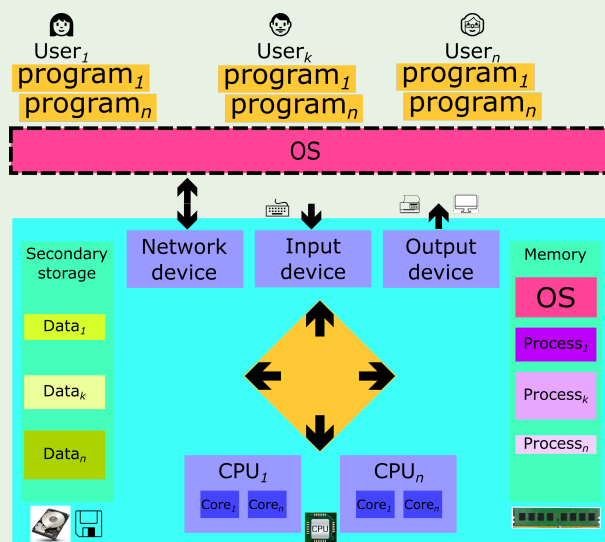 User₁
program₁
programₙ
Userₖ
program₁
programₙ
Userₙ
program₁
programₙ
OS
Secondary
storage
Data₁
Dataₖ
Dataₙ
Network
device
Input
device
Output
device
Memory
OS
Process₁
Processₖ
Processₙ
CPU₁
Core₁
Coreₙ
CPUₙ
Core₁
Coreₙ
CPU